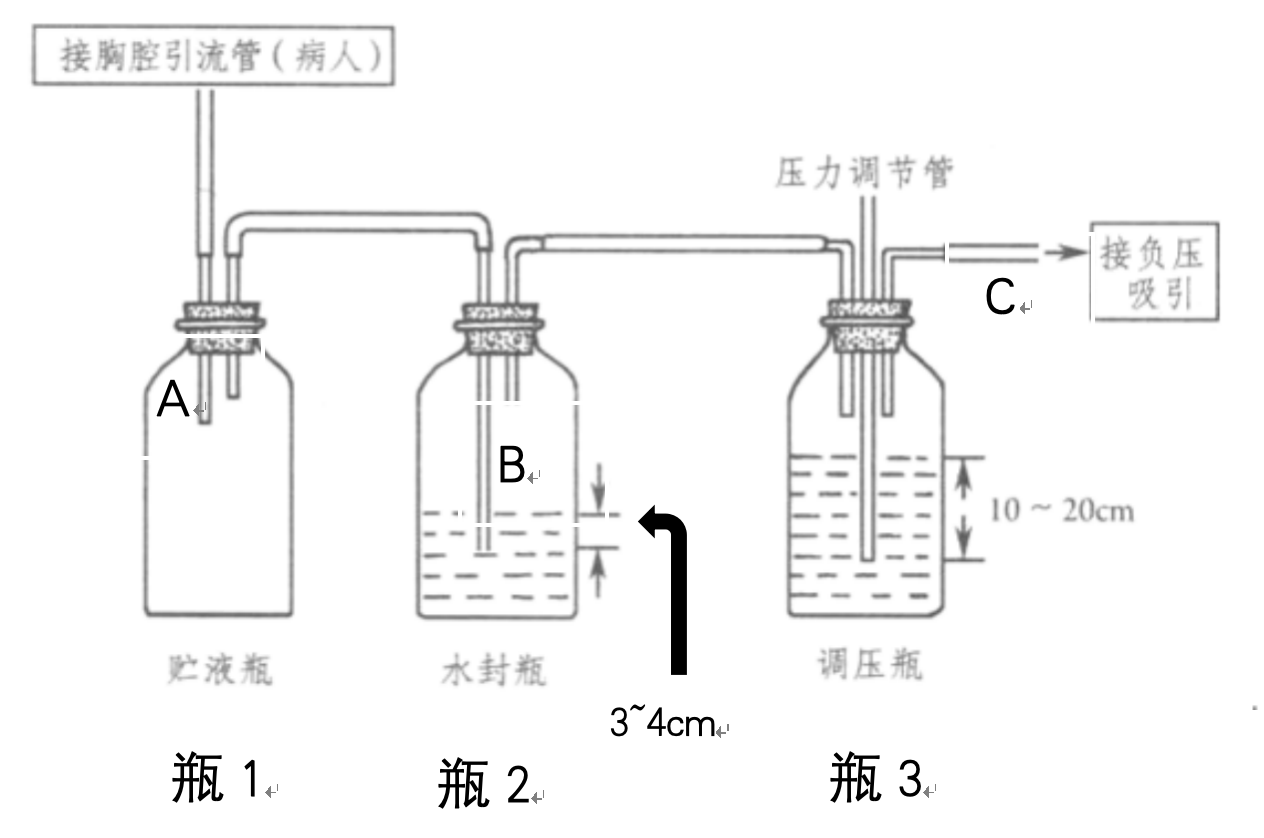 接胸腔引流管(病人)
压力调节管
接负压
吸引
C
A
B
10～20cm
贮液瓶
水封瓶
调压瓶
3~4cm
瓶1
瓶2
瓶3